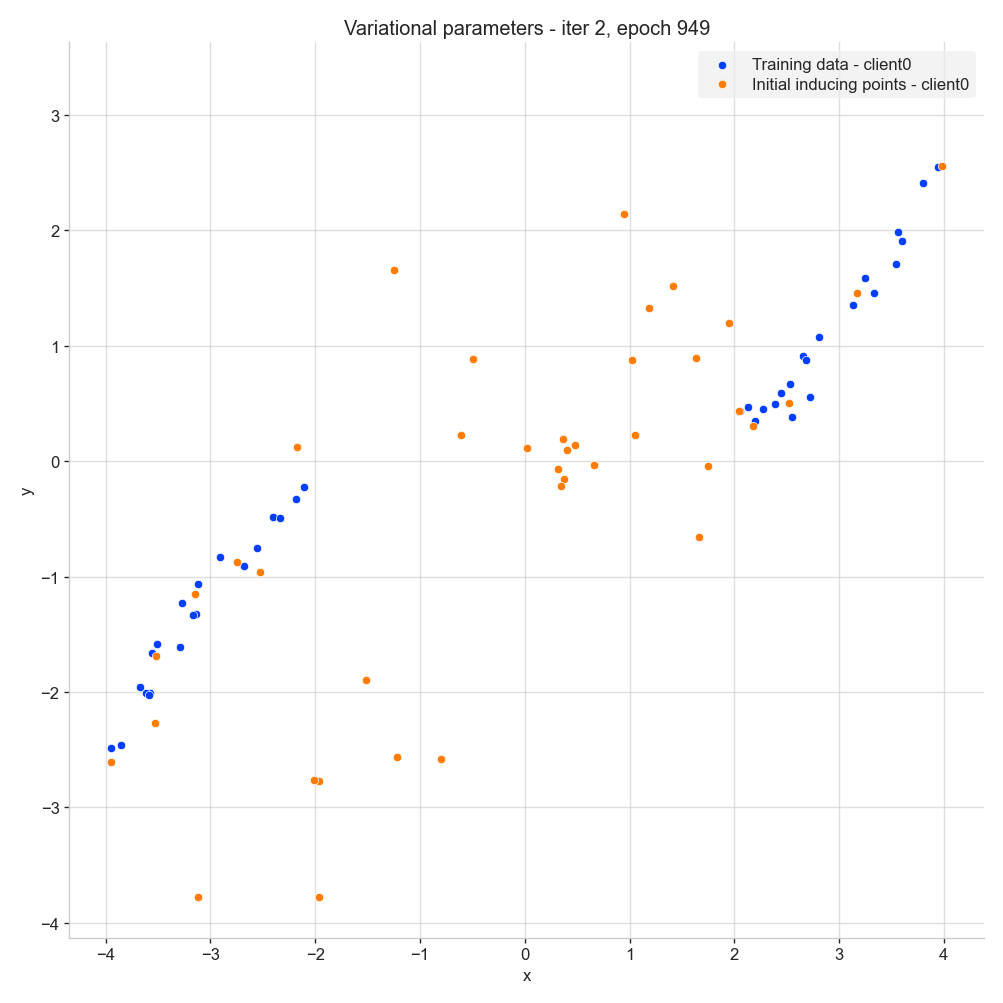 Variational parameters - iter 2, epoch 949
Training data - client0
Initial inducing points - client0
3
2
1
0
−1
−2
−3
−4
y
−4 −3 −2 −1 0 1 2 3 4
x